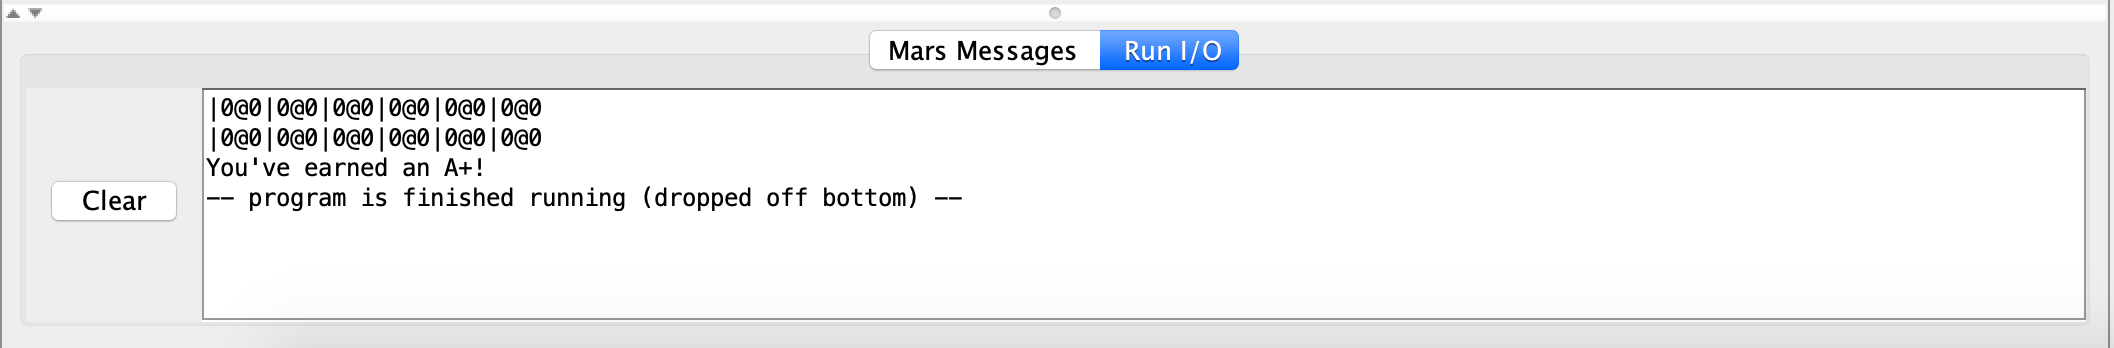 Mars Messages Run I/O
|0@0|0@0|0@0|0@0|0@0|0@0
|0@0|0@0|0@0|0@0|0@0|0@0
You've earned an A+!
-- program is finished running (dropped off bottom) --
Clear